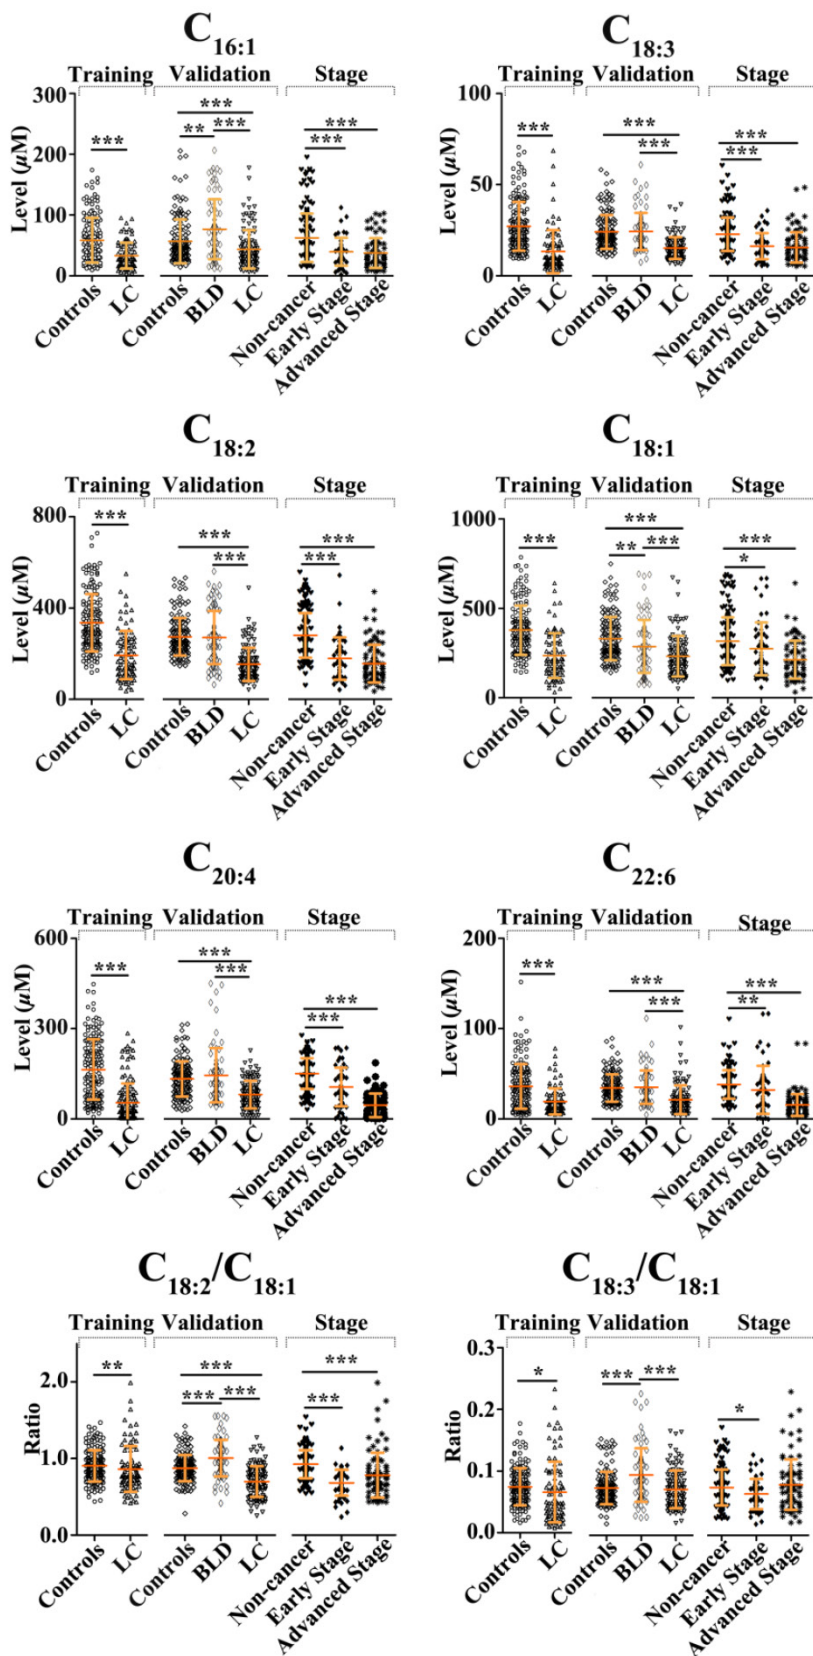 C16:1
Training Validation Stage
Level (µM)
300
200
100
0
*** *** ** *** *** ***
Controls LC Controls BLD LC Non-cancer Early Stage Advanced Stage
C18:3
Training Validation Stage
Level (µM)
100
50
0
*** *** *** *** ***
Controls LC Controls BLD LC Non-cancer Early Stage Advanced Stage
C18:2
Training Validation Stage
Level (µM)
800
400
0
*** *** *** *** ***
Controls LC Controls BLD LC Non-cancer Early Stage Advanced Stage
C18:1
Training Validation Stage
Level (µM)
1000
500
0
*** *** ** *** *** *
Controls LC Controls BLD LC Non-cancer Early Stage Advanced Stage
C20:4
Training Validation Stage
Level (µM)
600
300
0
*** *** *** *** ***
Controls LC Controls BLD LC Non-cancer Early Stage Advanced Stage
C22:6
Training Validation Stage
Level (µM)
200
100
0
*** *** *** *** **
Controls LC Controls BLD LC Non-cancer Early Stage Advanced Stage
C18:2/C18:1
Training Validation Stage
Ratio
2.0
1.0
0.0
** *** *** *** *** ***
Controls LC Controls BLD LC Non-cancer Early Stage Advanced Stage
C18:3/C18:1
Training Validation Stage
Ratio
0.3
0.2
0.1
0.0
* *** *** *
Controls LC Controls BLD LC Non-cancer Early Stage Advanced Stage